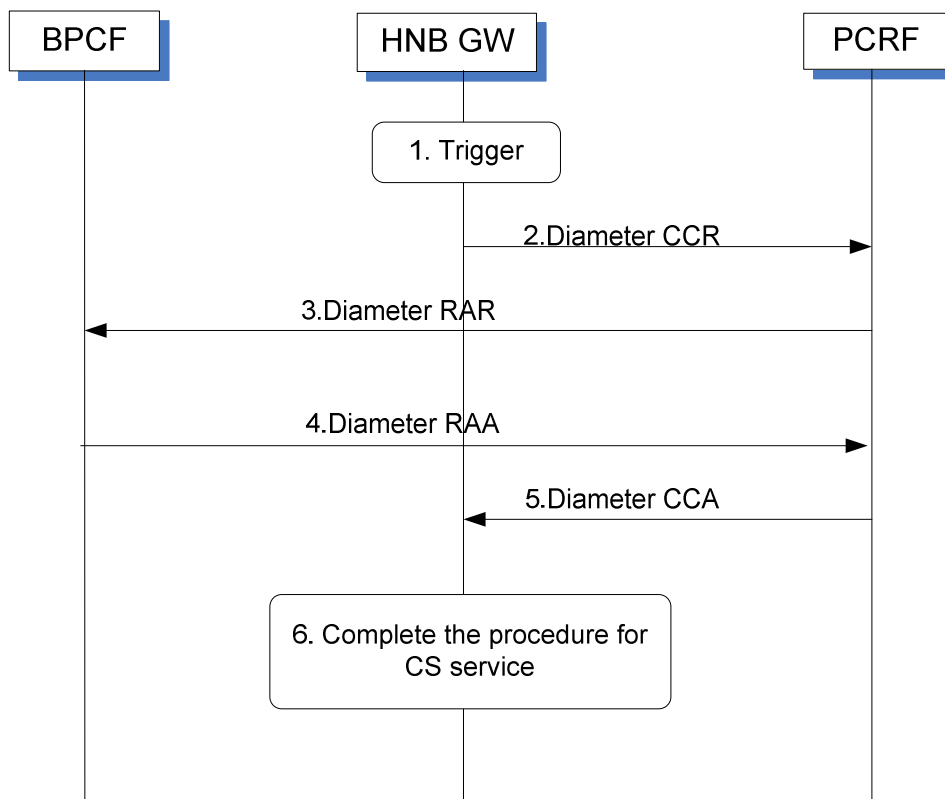 BPCF
HNB GW
PCRF
1. Trigger
2.Diameter CCR
3.Diameter RAR
4.Diameter RAA
5.Diameter CCA
6. Complete the procedure for
CS service